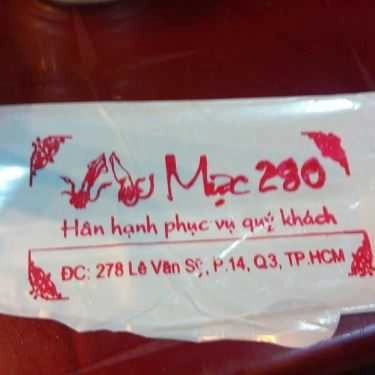 Mực 280
Hân hạnh phục vụ quý khách
ĐC: 278 Lê Văn Sỹ, P.14, Q3, TP.HCM